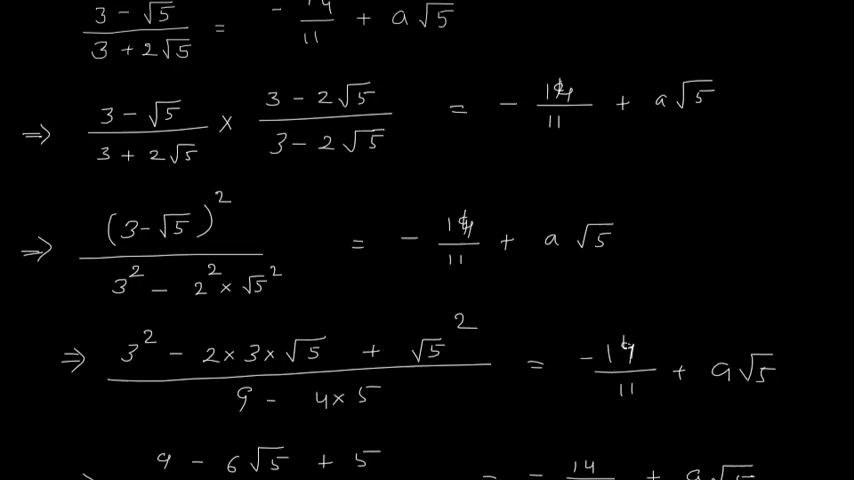 (3 - √5)/(3 + 2√5) = - 14/11 + a√5
⇒ (3 - √5)/(3 + 2√5) × (3 - 2√5)/(3 - 2√5) = - 14/11 + a√5
⇒ (3 - √5)²/(3² - 2² × √5²) = - 14/11 + a√5
⇒ (3² - 2 × 3 × √5 + √5²)/(9 - 4 × 5) = - 14/11 + a√5
9 - 6√5 + 5 = - 14 + a√5